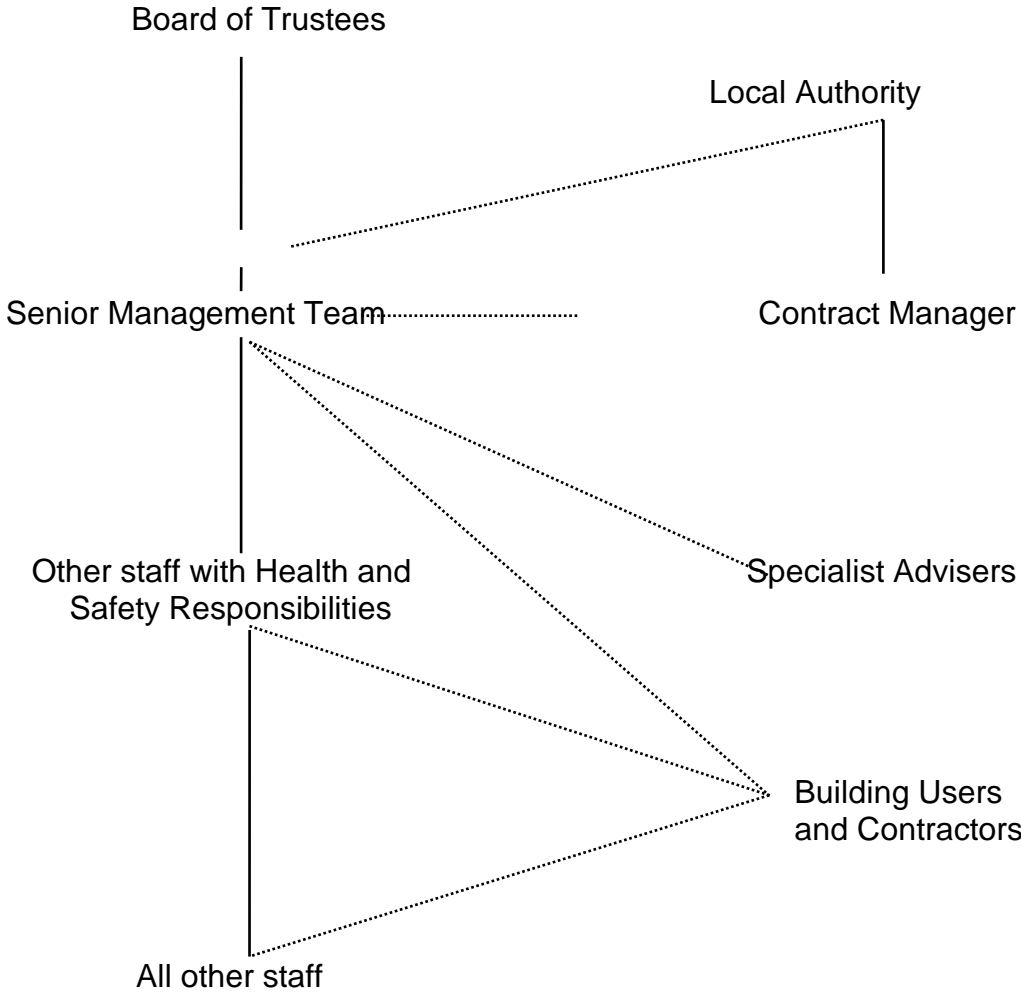 Board of Trustees
Local Authority
Senior Management Team
Contract Manager
Other staff with Health and
Safety Responsibilities
Specialist Advisers
Building Users
and Contractors
All other staff